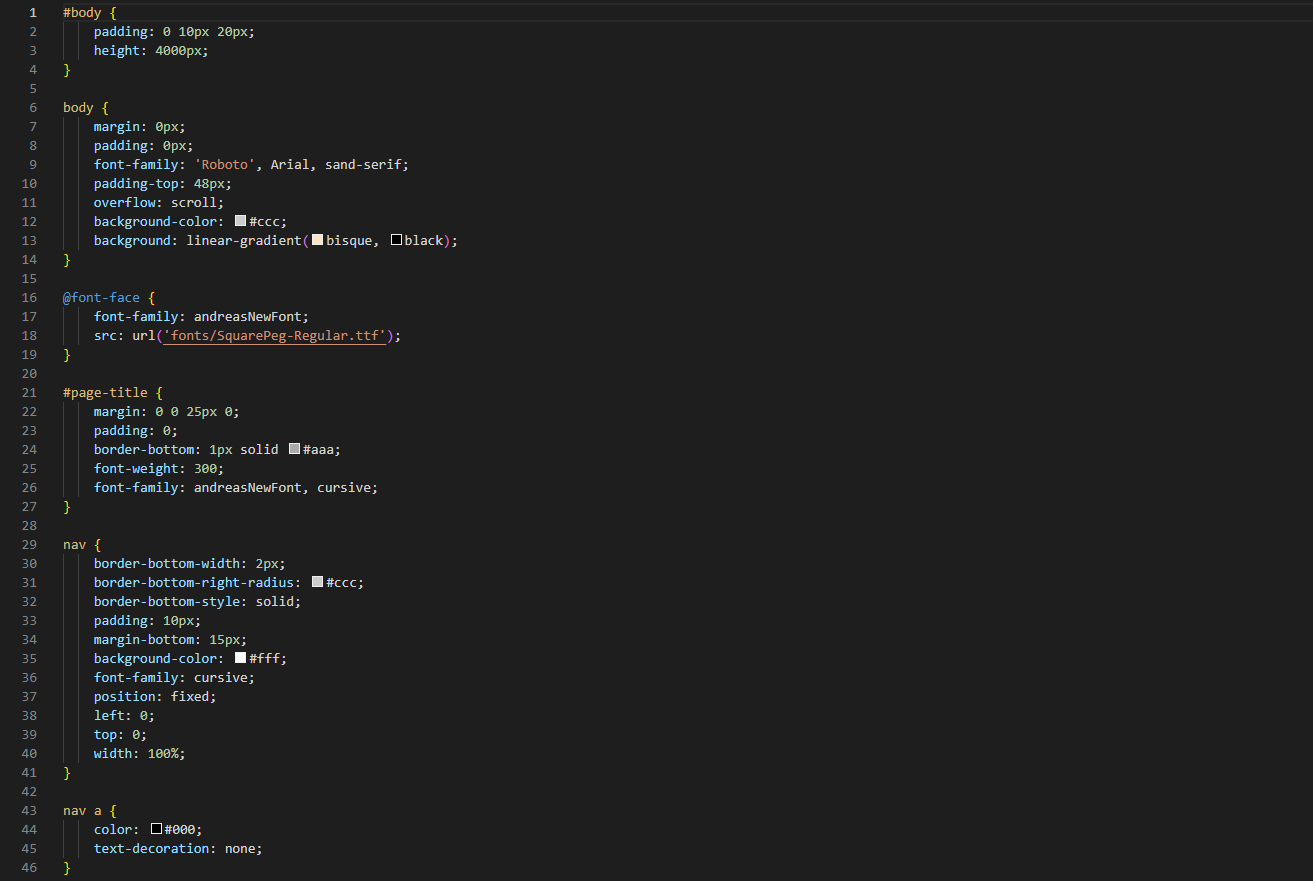 1 #body {
2 padding: 0 10px 20px;
3 height: 4000px;
4 }
5
6 body {
7 margin: 0px;
8 padding: 0px;
9 font-family: 'Roboto', Arial, sand-serif;
10 padding-top: 48px;
11 overflow: scroll;
12 background-color: #ccc;
13 background: linear-gradient(bisque, black);
14 }
15
16 @font-face {
17 font-family: andreasNewFont;
18 src: url('fonts/SquarePeg-Regular.ttf');
19 }
20
21 #page-title {
22 margin: 0 0 25px 0;
23 padding: 0;
24 border-bottom: 1px solid #aaa;
25 font-weight: 300;
26 font-family: andreasNewFont, cursive;
27 }
28
29 nav {
30 border-bottom-width: 2px;
31 border-bottom-right-radius: #ccc;
32 border-bottom-style: solid;
33 padding: 10px;
34 margin-bottom: 15px;
35 background-color: #fff;
36 font-family: cursive;
37 position: fixed;
38 left: 0;
39 top: 0;
40 width: 100%;
41 }
42
43 nav a {
44 color: #000;
45 text-decoration: none;
46 }